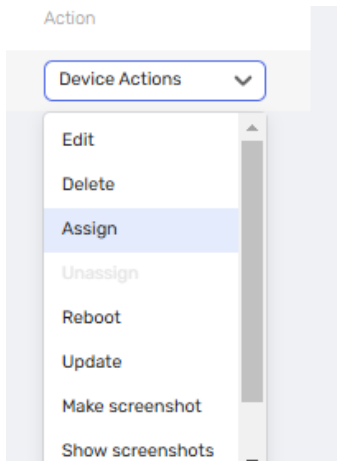 Action
Device Actions
Edit
Delete
Assign
Unassign
Reboot
Update
Make screenshot
Show screenshots